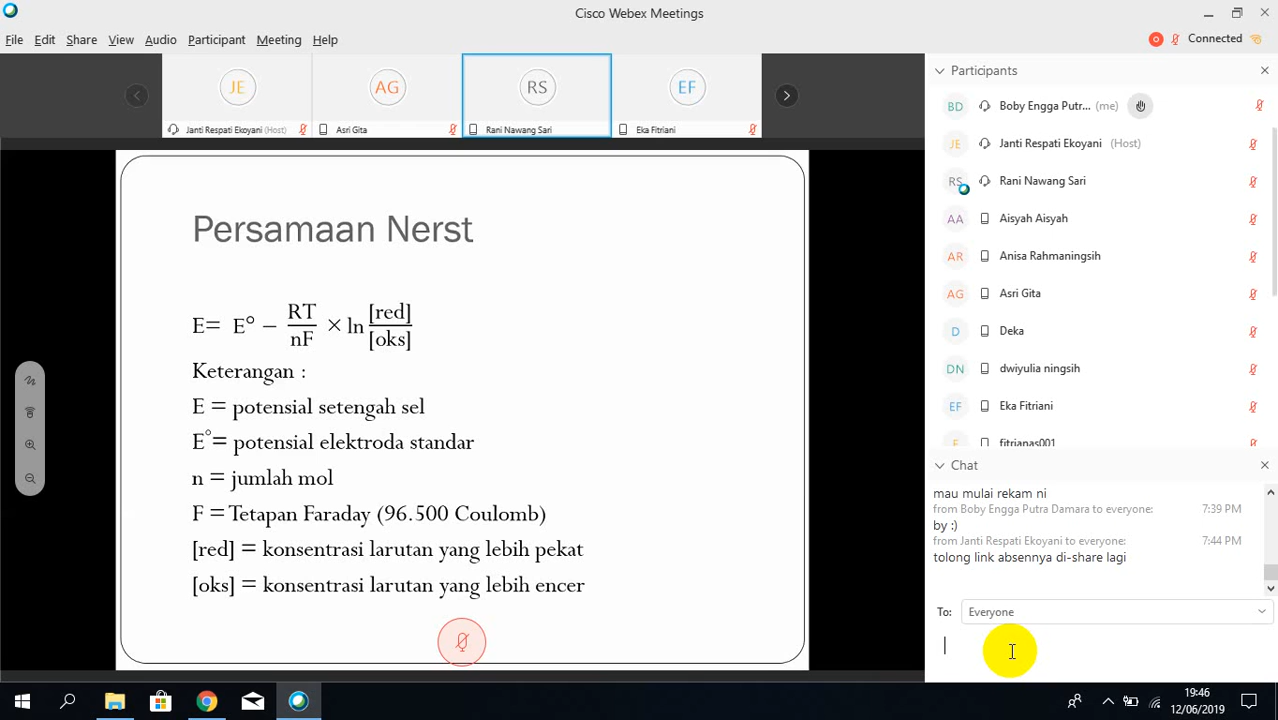 Cisco Webex Meetings
File Edit Share View Audio Participant Meeting Help
Connected
JE
Janti Respati Ekoyani (Host)
AG
Asri Gita
RS
Rani Nawang Sari
EF
Eka Fitriani
Persamaan Nerst
E= E° − RT/nF × ln [red]/[oks]
Keterangan :
E = potensial setengah sel
E°= potensial elektroda standar
n = jumlah mol
F = Tetapan Faraday (96.500 Coulomb)
[red] = konsentrasi larutan yang lebih pekat
[oks] = konsentrasi larutan yang lebih encer
Participants
BD Boby Engga Putr... (me)
JE Janti Respati Ekoyani (Host)
RS Rani Nawang Sari
AA Aisyah Aisyah
AR Anisa Rahmaningsih
AG Asri Gita
D Deka
DN dwiyulia ningsih
EF Eka Fitriani
F fitrianas001
Chat
mau mulai rekam ni
from Boby Engga Putra Damara to everyone: 7:39 PM
by :)
from Janti Respati Ekoyani to everyone: 7:44 PM
tolong link absennya di-share lagi
To: Everyone
19:46
12/06/2019